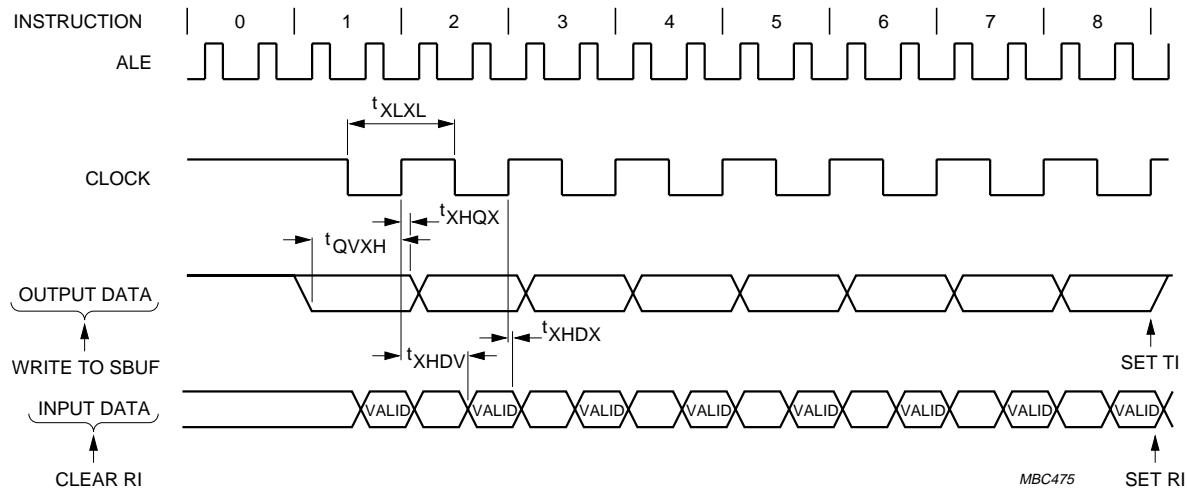 INSTRUCTION 0 1 2 3 4 5 6 7 8
ALE
tXLXL
CLOCK
tXHQX
tQVXH
OUTPUT DATA
tXHDX
tXHDV
WRITE TO SBUF
SET TI
INPUT DATA VALID VALID VALID VALID VALID VALID VALID VALID
CLEAR RI
MBC475
SET RI